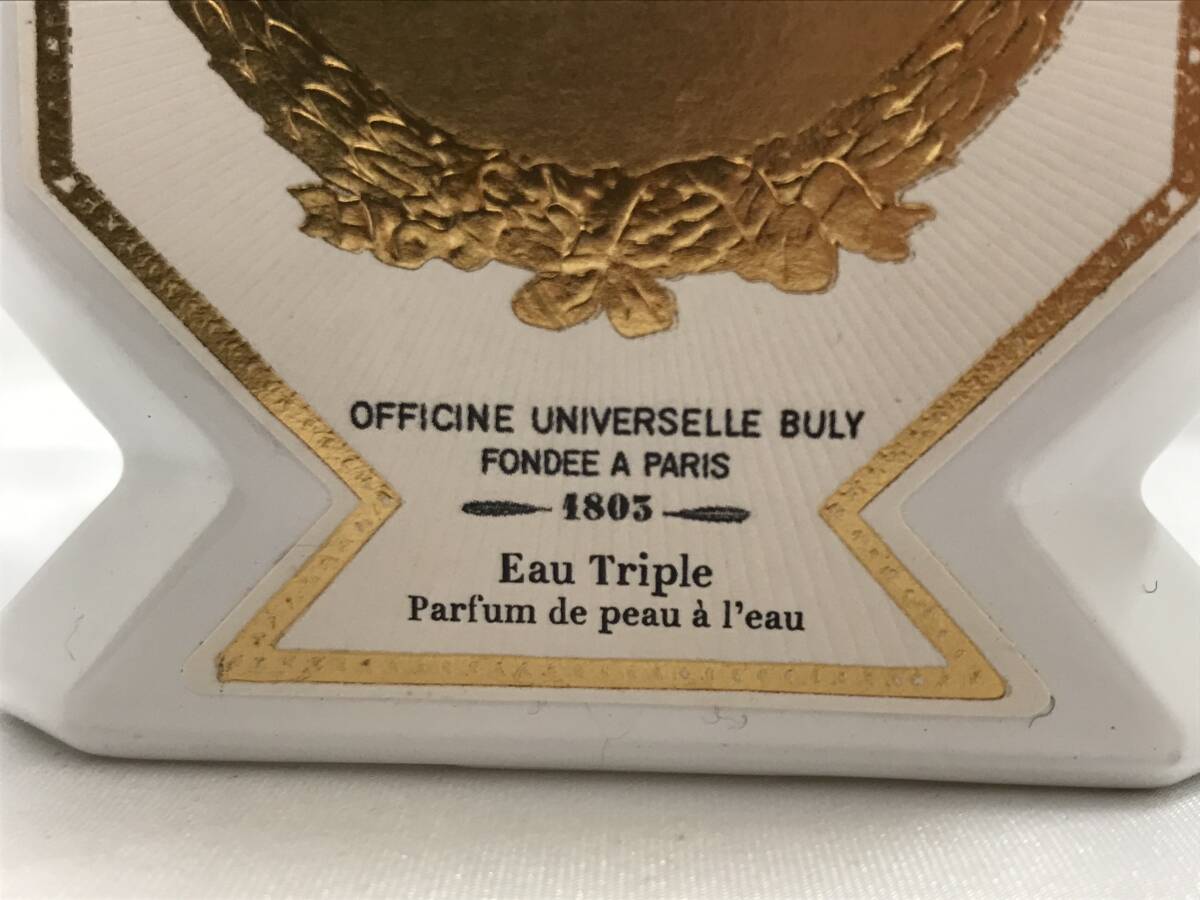 OFFICINE UNIVERSELLE BULY
FONDEE A PARIS
1803
Eau Triple
Parfum de peau à l'eau